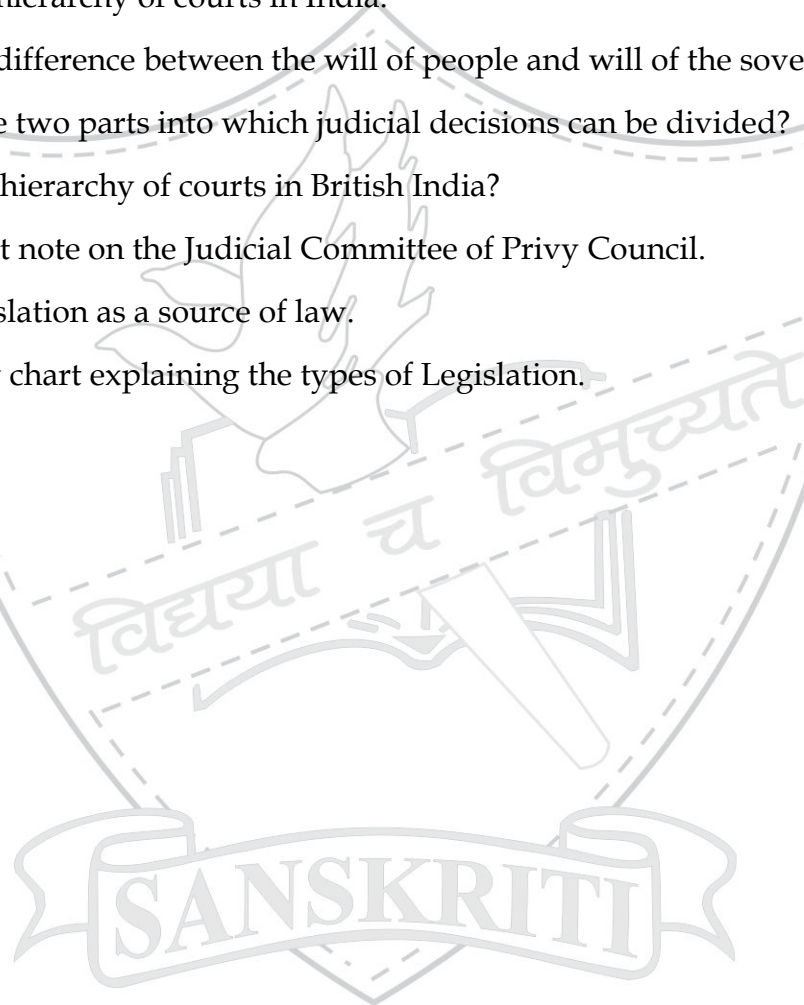 hierarchy of courts in India.
difference between the will of people and will of the sove
e two parts into which judicial decisions can be divided?
hierarchy of courts in British India?
t note on the Judicial Committee of Privy Council.
slation as a source of law.
chart explaining the types of Legislation.
विद्यया च विमुच्यते
SANSKRITI